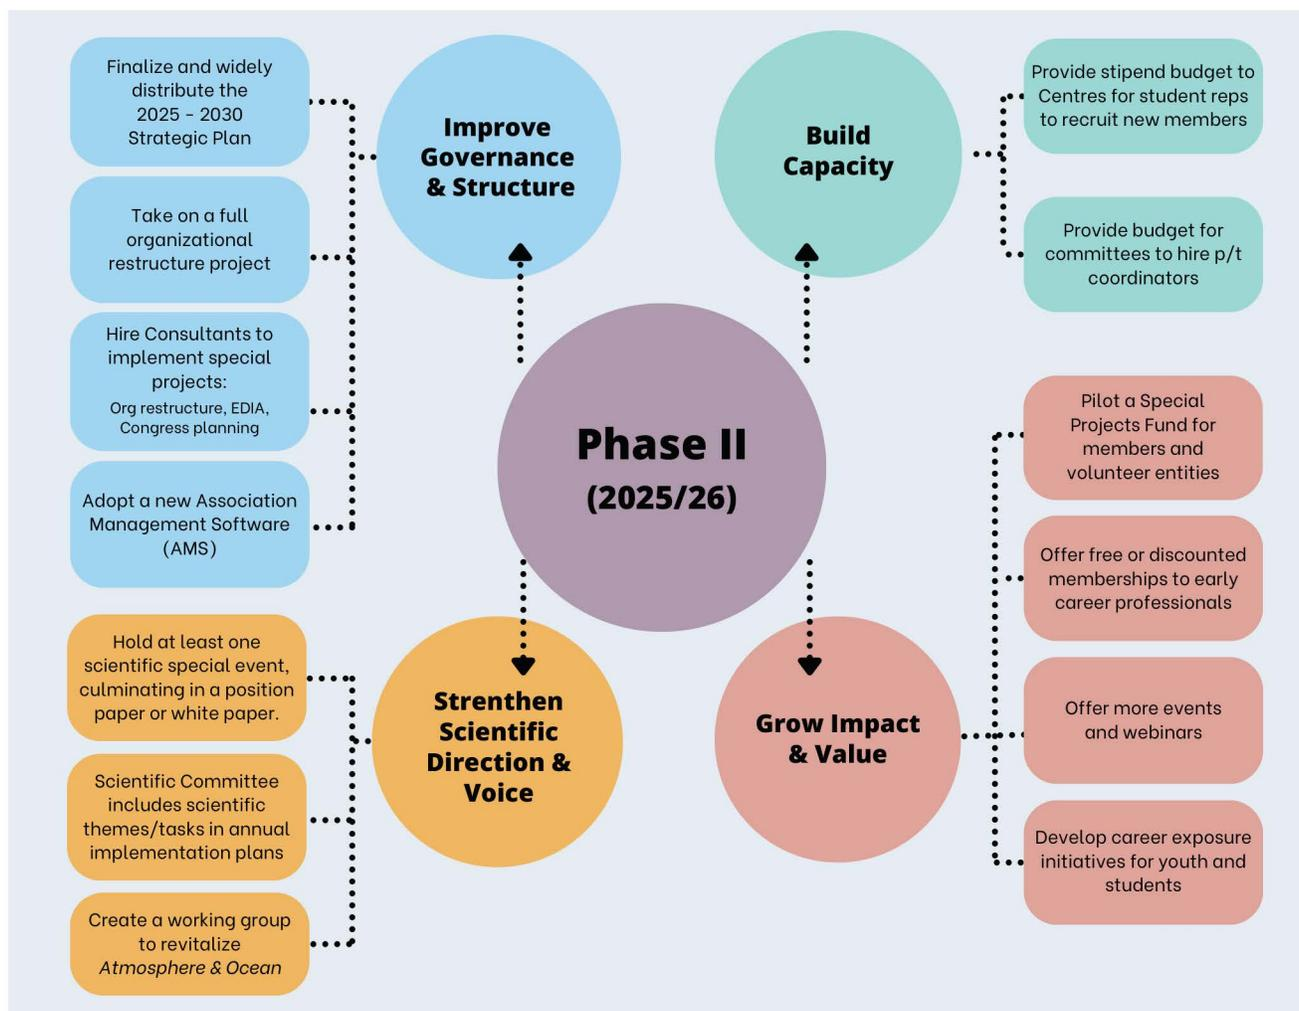 Finalize and widely
distribute the
2025 - 2030
Strategic Plan
Take on a full
organizational
restructure project
Hire Consultants to
implement special
projects:
Org restructure, EDIA,
Congress planning
Adopt a new Association
Management Software
(AMS)
Improve
Governance
& Structure
Build
Capacity
Provide stipend budget to
Centres for student reps
to recruit new members
Provide budget for
committees to hire p/t
coordinators
Phase II
(2025/26)
Hold at least one
scientific special event,
culminating in a position
paper or white paper.
Scientific Committee
includes scientific
themes/tasks in annual
implementation plans
Create a working group
to revitalize
Atmosphere & Ocean
Strenthen
Scientific
Direction &
Voice
Grow Impact
& Value
Pilot a Special
Projects Fund for
members and
volunteer entities
Offer free or discounted
memberships to early
career professionals
Offer more events
and webinars
Develop career exposure
initiatives for youth and
students